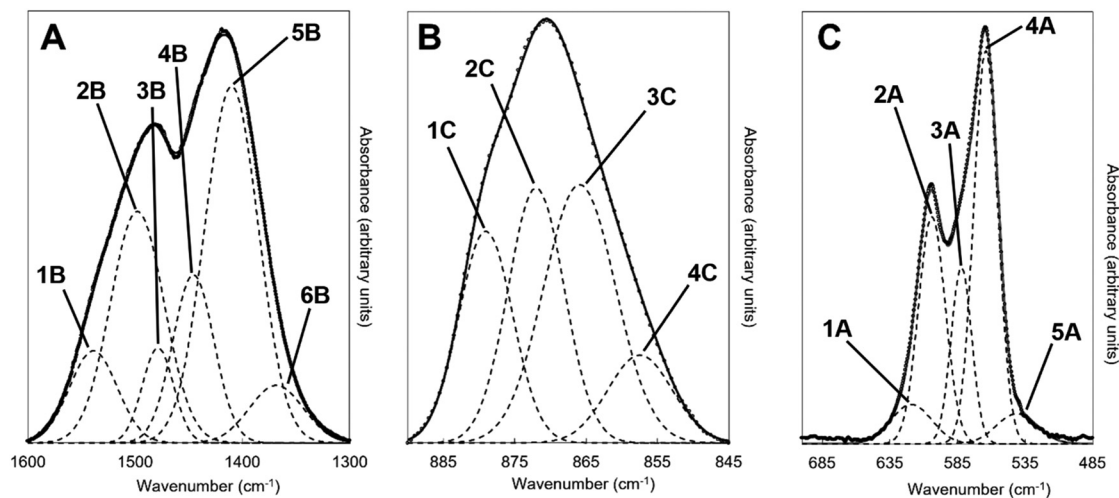 A
1B
2B
3B
4B
5B
6B
1600
1500
1400
1300
Wavenumber (cm-1)
Absorbance (arbitrary units)
B
1C
2C
3C
4C
885
875
865
855
845
Wavenumber (cm-1)
Absorbance (arbitrary units)
C
1A
2A
3A
4A
5A
685
635
585
535
485
Wavenumber (cm-1)
Absorbance (arbitrary units)